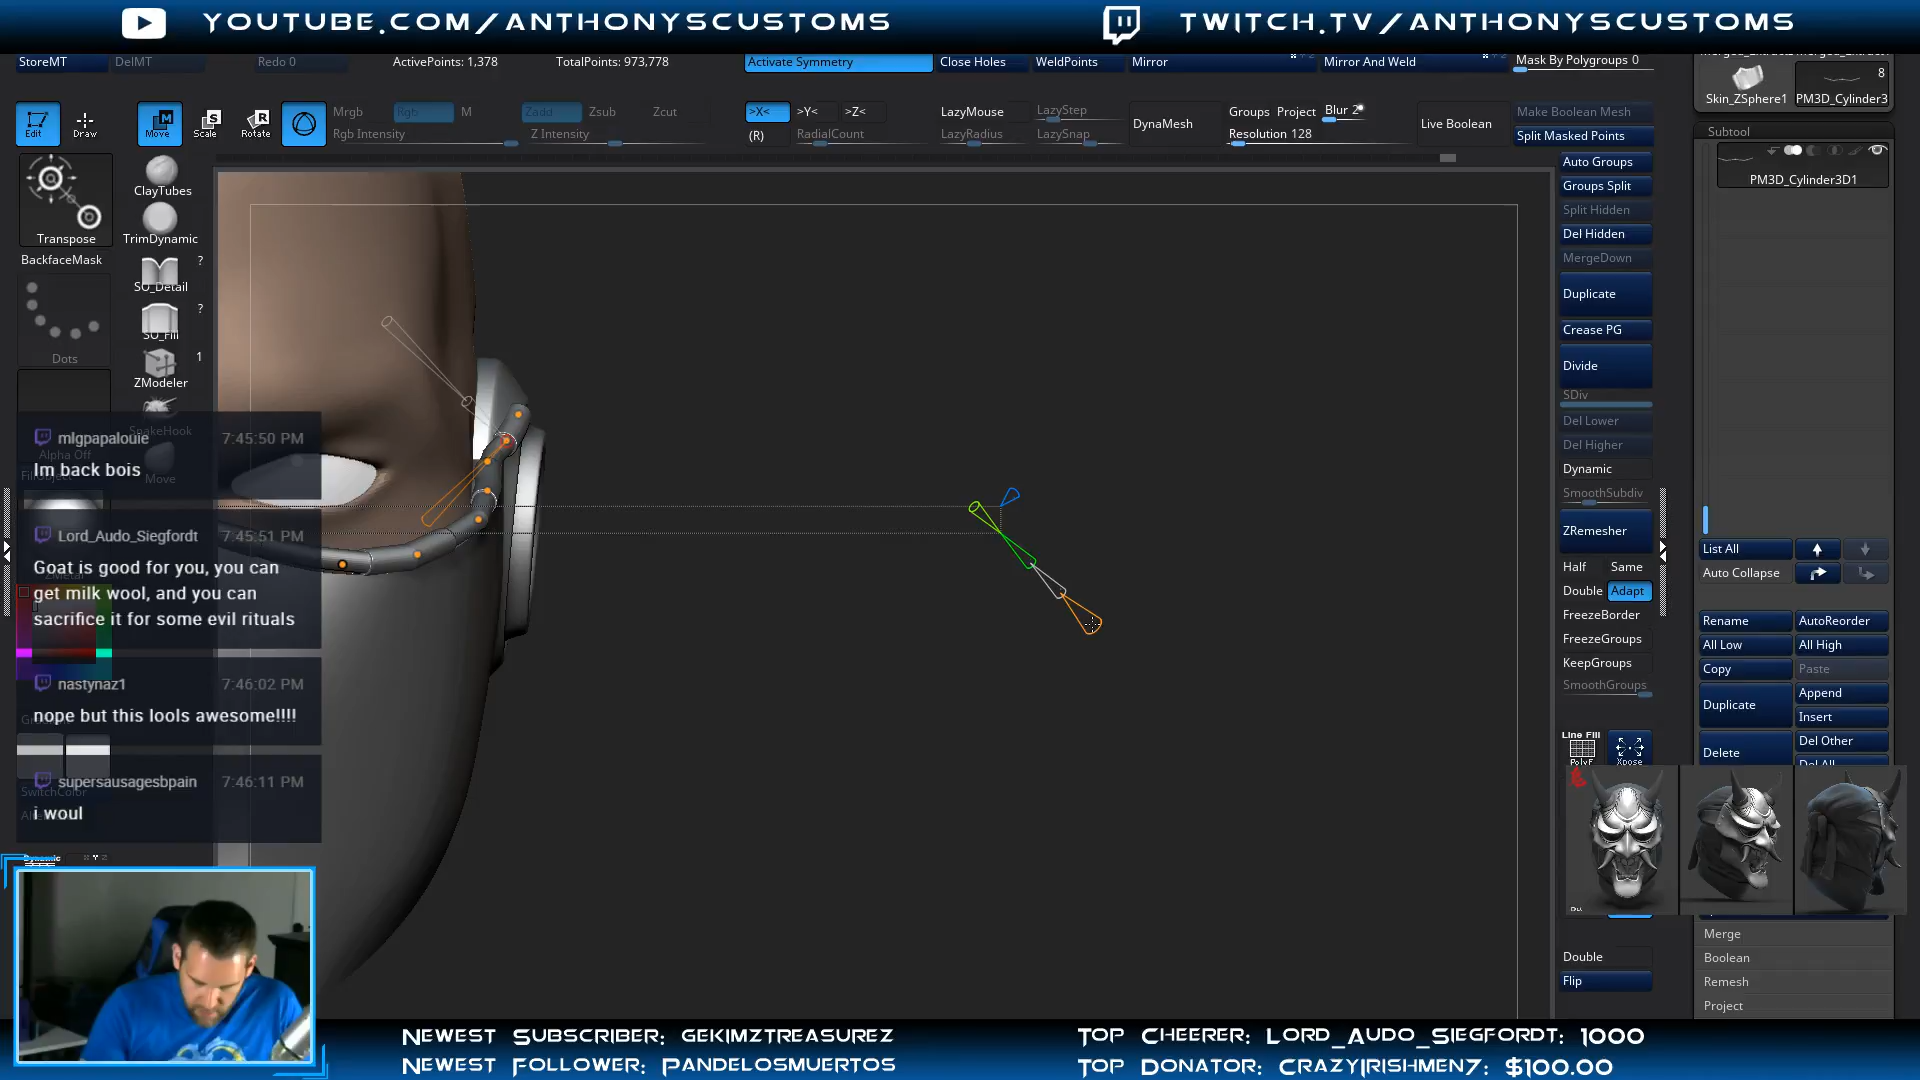 YOUTUBE.COM/ANTHONYSCUSTOMS
TWITCH.TV/ANTHONYSCUSTOMS
StoreMT
DelMT
Redo 0
ActivePoints: 1,378
TotalPoints: 973,778
Activate Symmetry
Close Holes
WeldPoints
Mirror
Mirror And Weld
Mask By Polygroups 0
Skin_ZSphere1
8
PM3D_Cylinder3
Edit
Draw
Move
Scale
Rotate
Mrgb
Rgb
M
Zadd
Zsub
Zcut
Rgb Intensity
Z Intensity
>X<
>Y<
>Z<
(R)
RadialCount
LazyMouse
LazyStep
LazyRadius
LazySnap
DynaMesh
Groups
Project
Blur 2
Resolution 128
Live Boolean
Make Boolean Mesh
Split Masked Points
Subtool
PM3D_Cylinder3D1
Transpose
BackfaceMask
Dots
ClayTubes
TrimDynamic
?
SO_Detail
?
SO_Fill
1
ZModeler
SnakeHook
Alpha Off
Move
Auto Groups
Groups Split
Split Hidden
Del Hidden
MergeDown
Duplicate
Crease PG
Divide
SDiv
Del Lower
Del Higher
Dynamic
SmoothSubdiv
ZRemesher
Half
Same
Double
Adapt
FreezeBorder
FreezeGroups
KeepGroups
SmoothGroups
Line Fill
PolyF
Xpose
Double
Flip
List All
Auto Collapse
Rename
AutoReorder
All Low
All High
Copy
Paste
Duplicate
Append
Insert
Delete
Del Other
Del All
Merge
Boolean
Remesh
Project
mlgpapalouie
7:45:50 PM
Im back bois
Lord_Audo_Siegfordt
7:45:51 PM
Goat is good for you, you can
get milk wool, and you can
sacrifice it for some evil rituals
nastynaz1
7:46:02 PM
nope but this lools awesome!!!!
supersausagesbpain
7:46:11 PM
i woul
SwitchColor
Dynamic
Newest Subscriber: gekimztreasurez
Newest Follower: Pandelosmuertos
Top Cheerer: Lord_Audo_Siegfordt: 1000
Top Donator: CrazyIrishmen7: $100.00